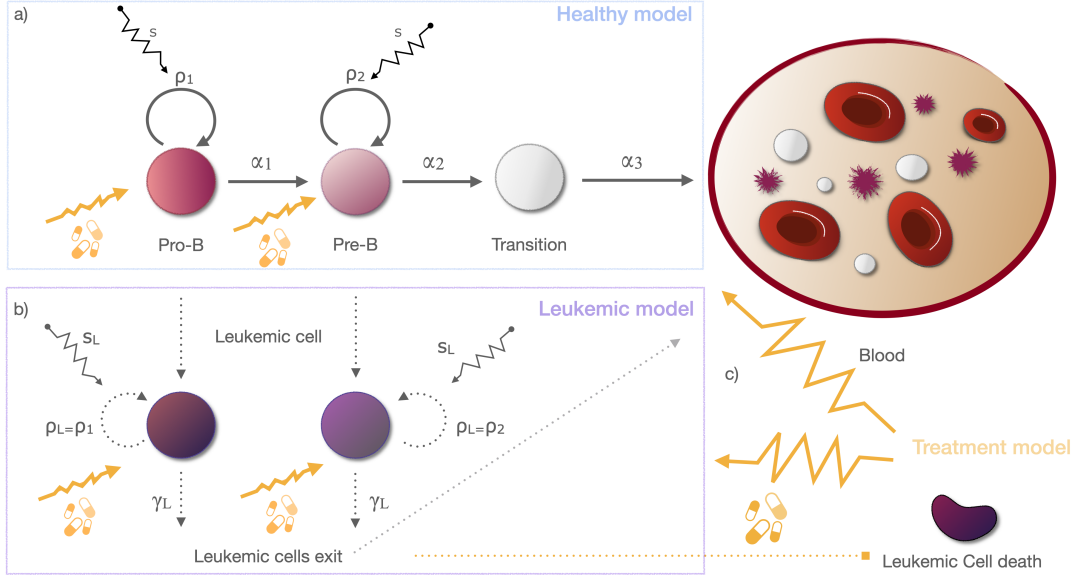 a)
Healthy model
s
s
ρ1
ρ2
α1
α2
α3
Pro-B
Pre-B
Transition
b)
Leukemic model
Leukemic cell
sL
sL
Blood
c)
ρL=ρ1
ρL=ρ2
Treatment model
γL
γL
Leukemic cells exit
Leukemic Cell death